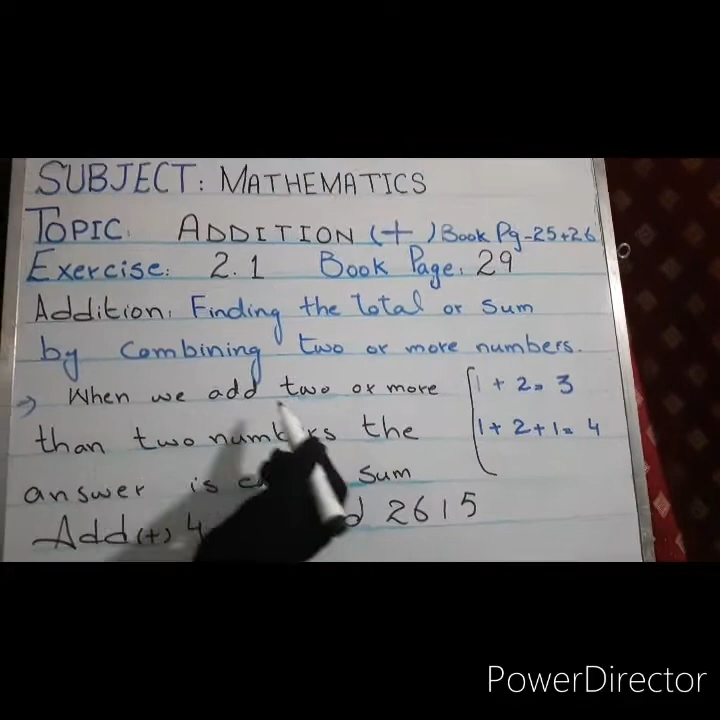 SUBJECT: MATHEMATICS
TOPIC: ADDITION (+) Book Pg-25+26
Exercise: 2.1 Book Page: 29
Addition: Finding the total or sum
by combining two or more numbers.
→ When we add two or more
than two numbers the
answer is sum
Add (+) 4 2615
1 + 2 = 3
1 + 2 + 1 = 4
PowerDirector